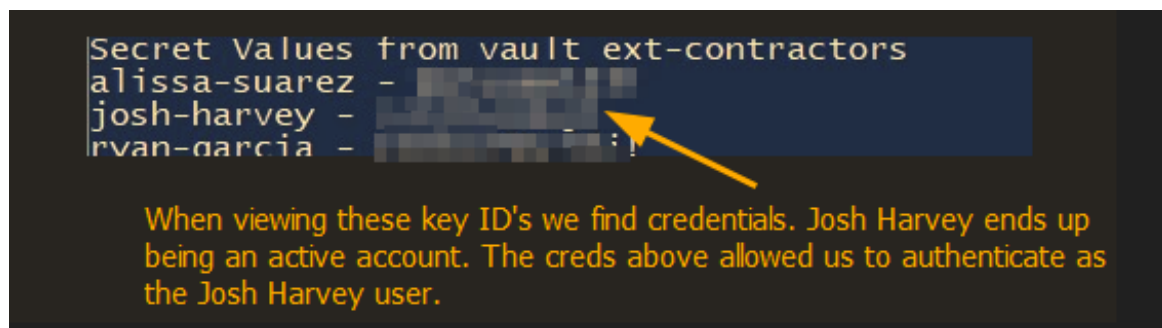 Secret Values from vault ext-contractors
alissa-suarez -
josh-harvey -
ryan-garcia -
When viewing these key ID's we find credentials. Josh Harvey ends up
being an active account. The creds above allowed us to authenticate as
the Josh Harvey user.